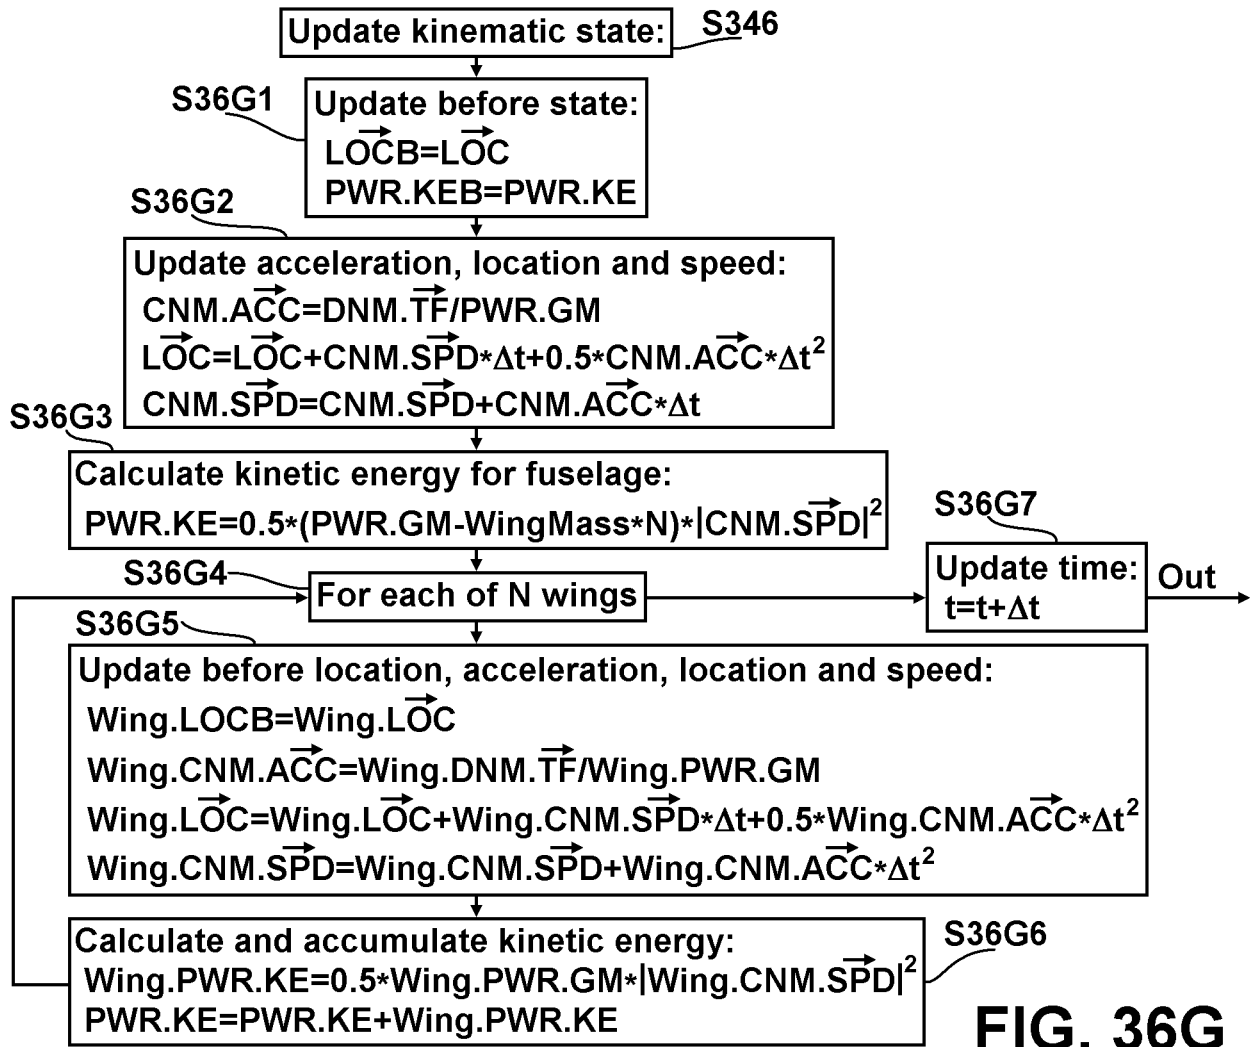 Update kinematic state:
S346
S36G1
Update before state:
LOCB=LOC
PWR.KEB=PWR.KE
S36G2
Update acceleration, location and speed:
CNM.ACC=DNM.TF/PWR.GM
LOC=LOC+CNM.SPD*Δt+0.5*CNM.ACC*Δt²
CNM.SPD=CNM.SPD+CNM.ACC*Δt
S36G3
Calculate kinetic energy for fuselage:
PWR.KE=0.5*(PWR.GM-WingMass*N)*|CNM.SPD|²
S36G4
For each of N wings
S36G7
Update time:
t=t+Δt
Out
S36G5
Update before location, acceleration, location and speed:
Wing.LOCB=Wing.LOC
Wing.CNM.ACC=Wing.DNM.TF/Wing.PWR.GM
Wing.LOC=Wing.LOC+Wing.CNM.SPD*Δt+0.5*Wing.CNM.ACC*Δt²
Wing.CNM.SPD=Wing.CNM.SPD+Wing.CNM.ACC*Δt²
Calculate and accumulate kinetic energy:
S36G6
Wing.PWR.KE=0.5*Wing.PWR.GM*|Wing.CNM.SPD|²
PWR.KE=PWR.KE+Wing.PWR.KE
FIG. 36G